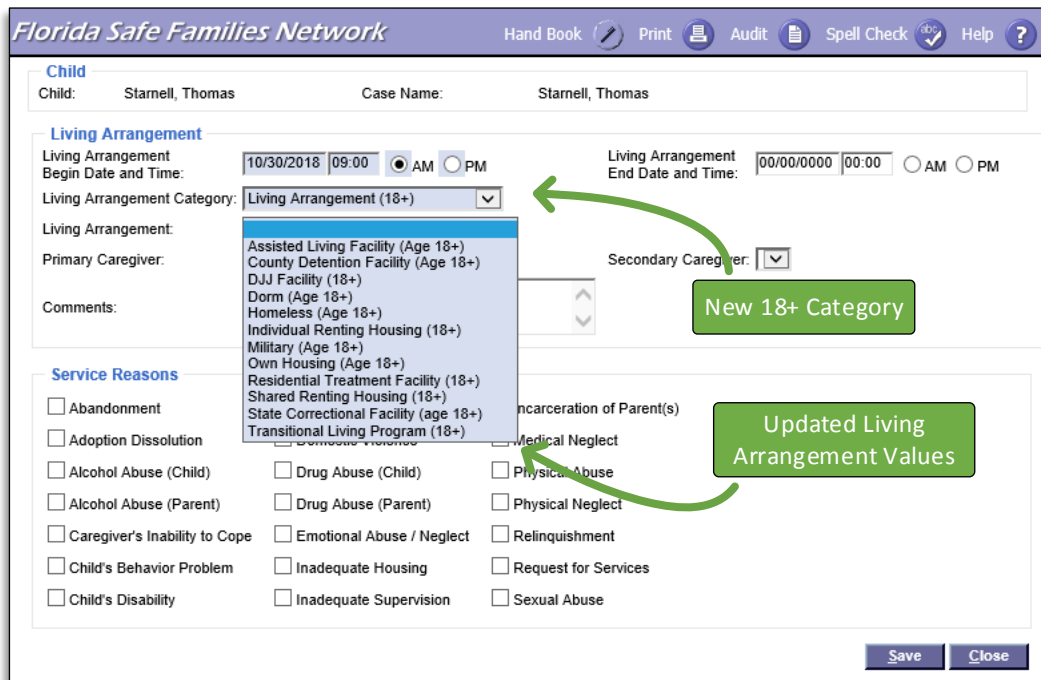 Florida Safe Families Network Hand Book Print Audit abc Spell Check Help ?
Child
Child: Starnell, Thomas Case Name: Starnell, Thomas
Living Arrangement
Living Arrangement
Begin Date and Time: 10/30/2018 09:00 AM PM
Living Arrangement
End Date and Time: 00/00/0000 00:00 AM PM
Living Arrangement Category: Living Arrangement (18+)
Living Arrangement:
Assisted Living Facility (Age 18+)
County Detention Facility (Age 18+)
DJJ Facility (18+)
Dorm (Age 18+)
Homeless (Age 18+)
Individual Renting Housing (18+)
Military (Age 18+)
Own Housing (Age 18+)
Residential Treatment Facility (18+)
Shared Renting Housing (18+)
State Correctional Facility (age 18+)
Transitional Living Program (18+)
Primary Caregiver: Secondary Caregiver:
Comments:
New 18+ Category
Service Reasons
Abandonment Incarceration of Parent(s)
Adoption Dissolution Domestic Violence Medical Neglect
Alcohol Abuse (Child) Drug Abuse (Child) Physical Abuse
Alcohol Abuse (Parent) Drug Abuse (Parent) Physical Neglect
Caregiver's Inability to Cope Emotional Abuse / Neglect Relinquishment
Child's Behavior Problem Inadequate Housing Request for Services
Child's Disability Inadequate Supervision Sexual Abuse
Updated Living
Arrangement Values
Save Close